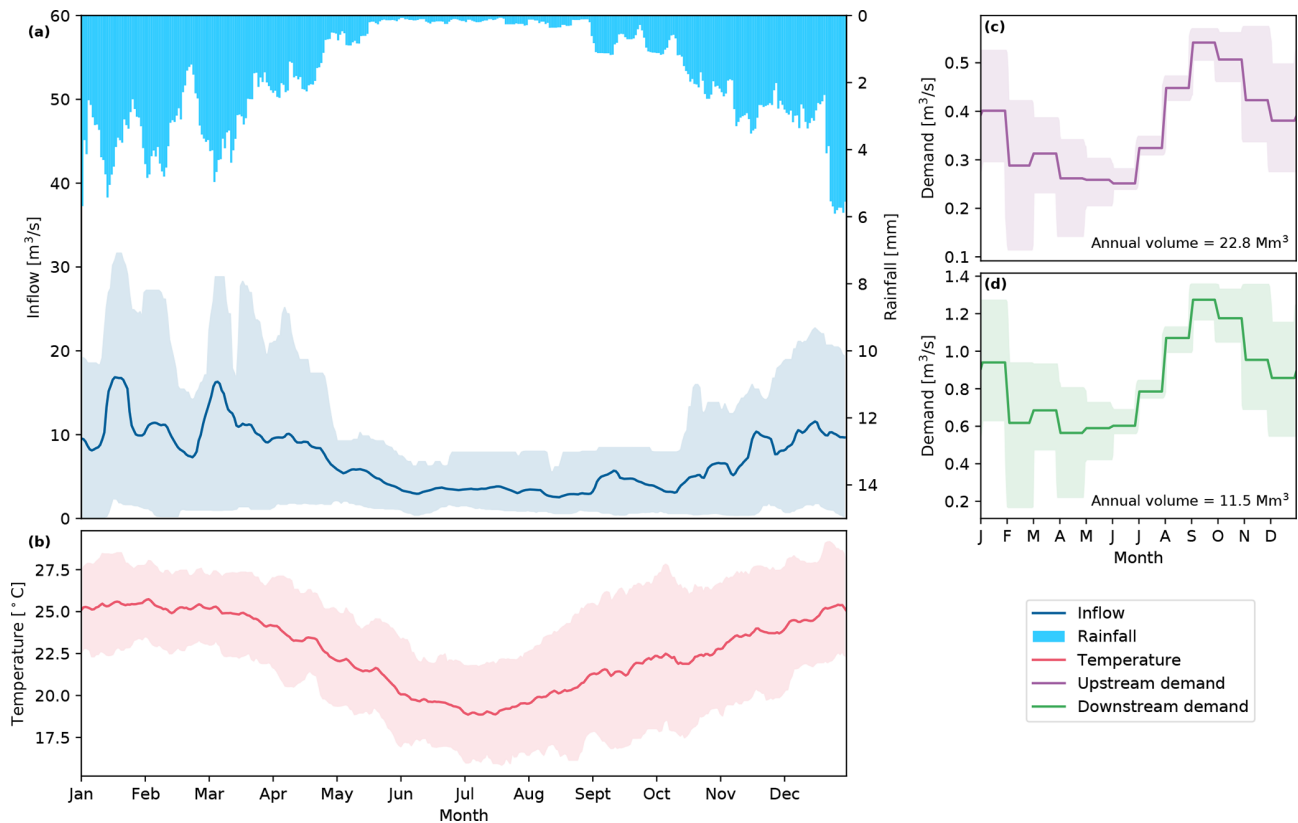 (a)
60
50
40
30
20
10
0
Inflow [m³/s]
0
2
4
6
8
10
12
14
Rainfall [mm]
(b)
27.5
25.0
22.5
20.0
17.5
Temperature [°C]
Jan Feb Mar Apr May Jun Jul Aug Sept Oct Nov Dec
Month
(c)
0.5
0.4
0.3
0.2
0.1
Demand [m³/s]
Annual volume = 22.8 Mm³
(d)
1.4
1.2
1.0
0.8
0.6
0.4
0.2
Demand [m³/s]
Annual volume = 11.5 Mm³
J F M A M J J A S O N D
Month
Inflow
Rainfall
Temperature
Upstream demand
Downstream demand